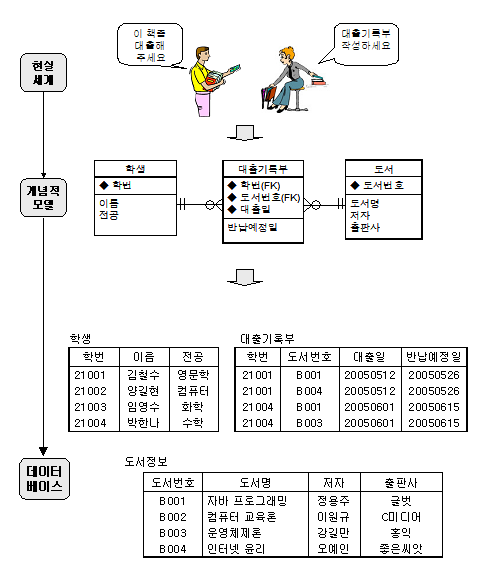 이 책좀
대출해
주세요
대출기록부
작성하세요
현실
세계
개념적
모델
학생
◆ 학번
이름
전공
대출기록부
◆ 학번(FK)
◆ 도서번호(FK)
◆ 대출일
반납예정일
도서
◆ 도서번호
도서명
저자
출판사
학생
학번 이름 전공
21001 김철수 영문학
21002 양길현 컴퓨터
21003 임영수 화학
21004 박한나 수학
대출기록부
학번 도서번호 대출일 반납예정일
21001 B001 20050512 20050526
21001 B004 20050512 20050526
21004 B001 20050601 20050615
21004 B003 20050601 20050615
데이터
베이스
도서정보
도서번호 도서명 저자 출판사
B001 자바 프로그래밍 정용주 글벗
B002 컴퓨터 교육론 이원규 C미디어
B003 운영체제론 강길만 홍익
B004 인터넷 윤리 오예인 좋은씨앗